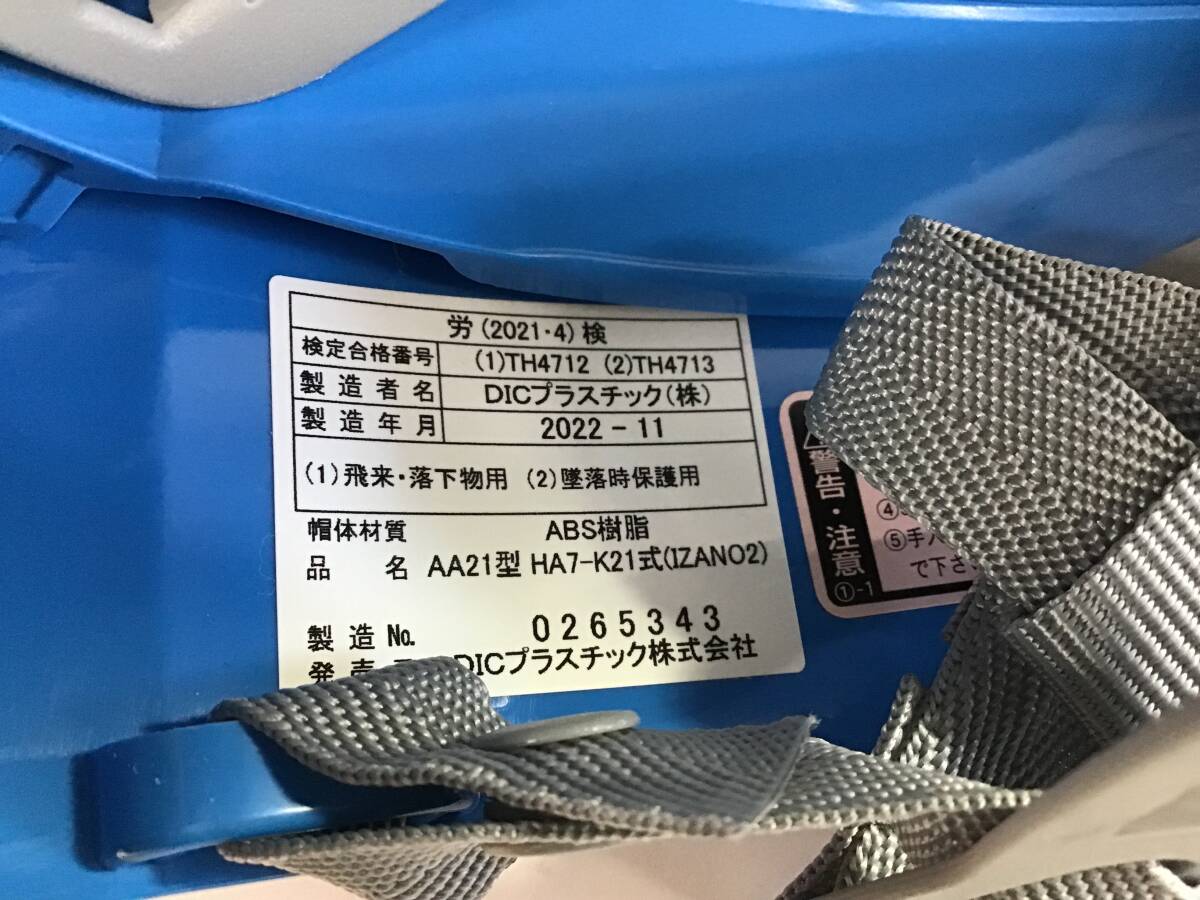 労(2021・4)検
検定合格番号 (1)TH4712 (2)TH4713
製造者名 DICプラスチック(株)
製造年月 2022-11
(1)飛来・落下物用 (2)墜落時保護用
帽体材質 ABS樹脂
品 名 AA21型 HA7-K21式(IZANO2)
製造No. 0265343
発売 DICプラスチック株式会社
警告・注意
①-1
④
⑤手
で下さ